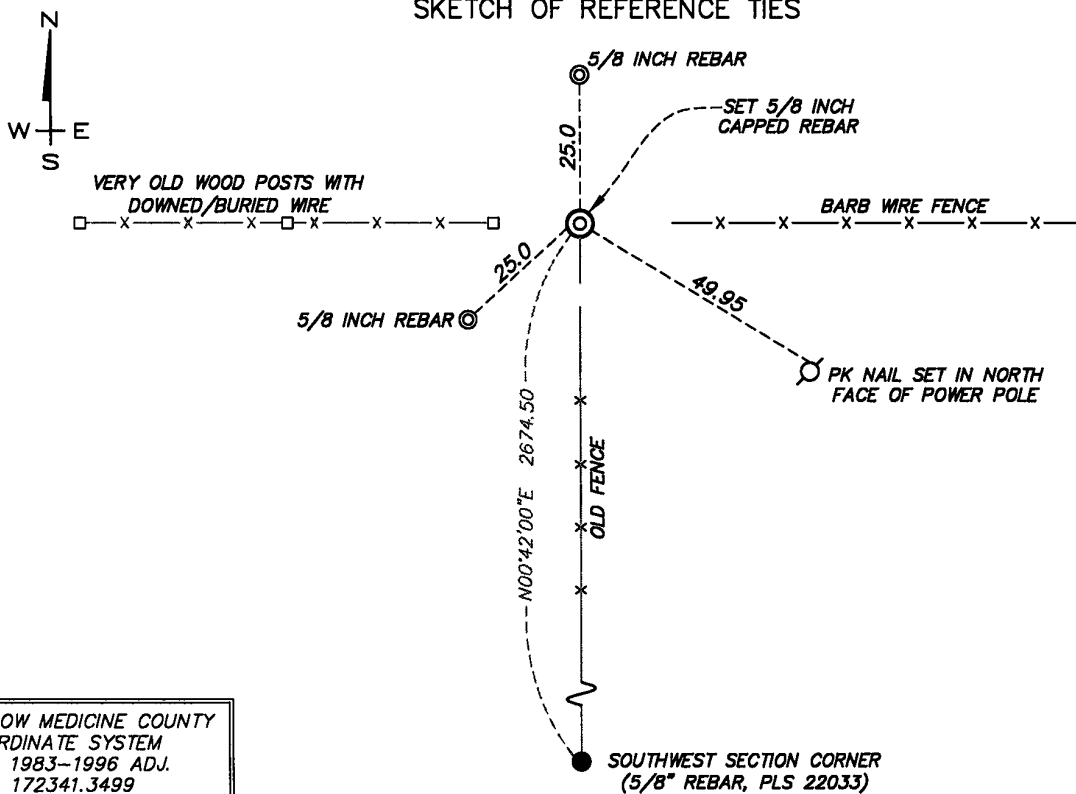 SKETCH OF REFERENCE TIES
N
W E
S
5/8 INCH REBAR
SET 5/8 INCH
CAPPED REBAR
25.0
VERY OLD WOOD POSTS WITH
DOWNED/BURIED WIRE
BARB WIRE FENCE
25.0
49.95
5/8 INCH REBAR
PK NAIL SET IN NORTH
FACE OF POWER POLE
N00°42'00"E 2674.50
OLD FENCE
SOUTHWEST SECTION CORNER
(5/8" REBAR, PLS 22033)
OW MEDICINE COUNTY
RDINATE SYSTEM
1983-1996 ADJ.
172341.3499